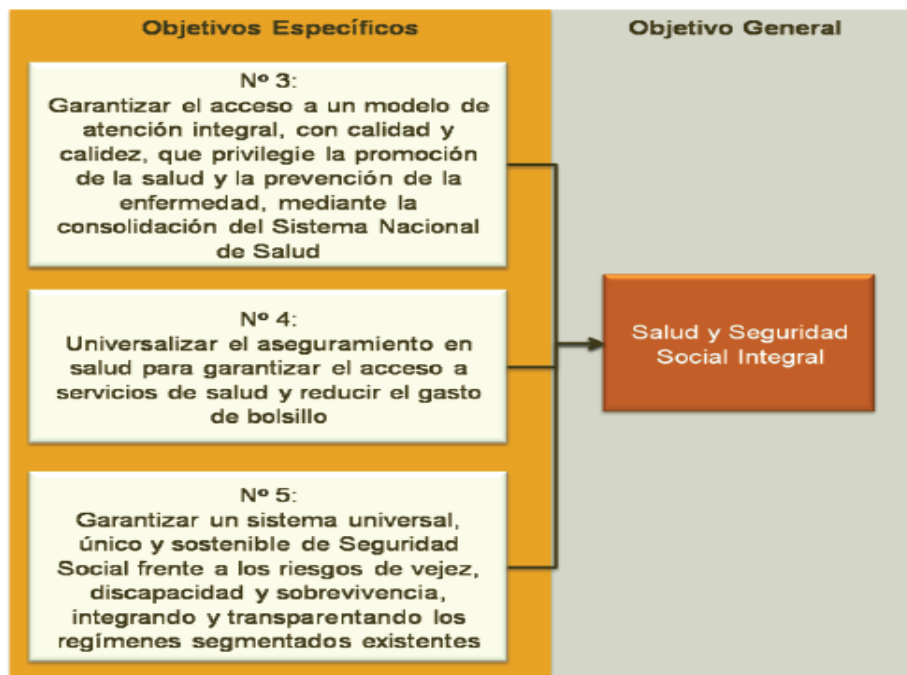 Objetivos Específicos
Objetivo General
Nº 3:
Garantizar el acceso a un modelo de
atención integral, con calidad y
calidez, que privilegie la promoción
de la salud y la prevención de la
enfermedad, mediante la
consolidación del Sistema Nacional
de Salud
Nº 4:
Universalizar el aseguramiento en
salud para garantizar el acceso a
servicios de salud y reducir el gasto
de bolsillo
Nº 5:
Garantizar un sistema universal,
único y sostenible de Seguridad
Social frente a los riesgos de vejez,
discapacidad y sobrevivencia,
integrando y transparentando los
regímenes segmentados existentes
Salud y Seguridad
Social Integral